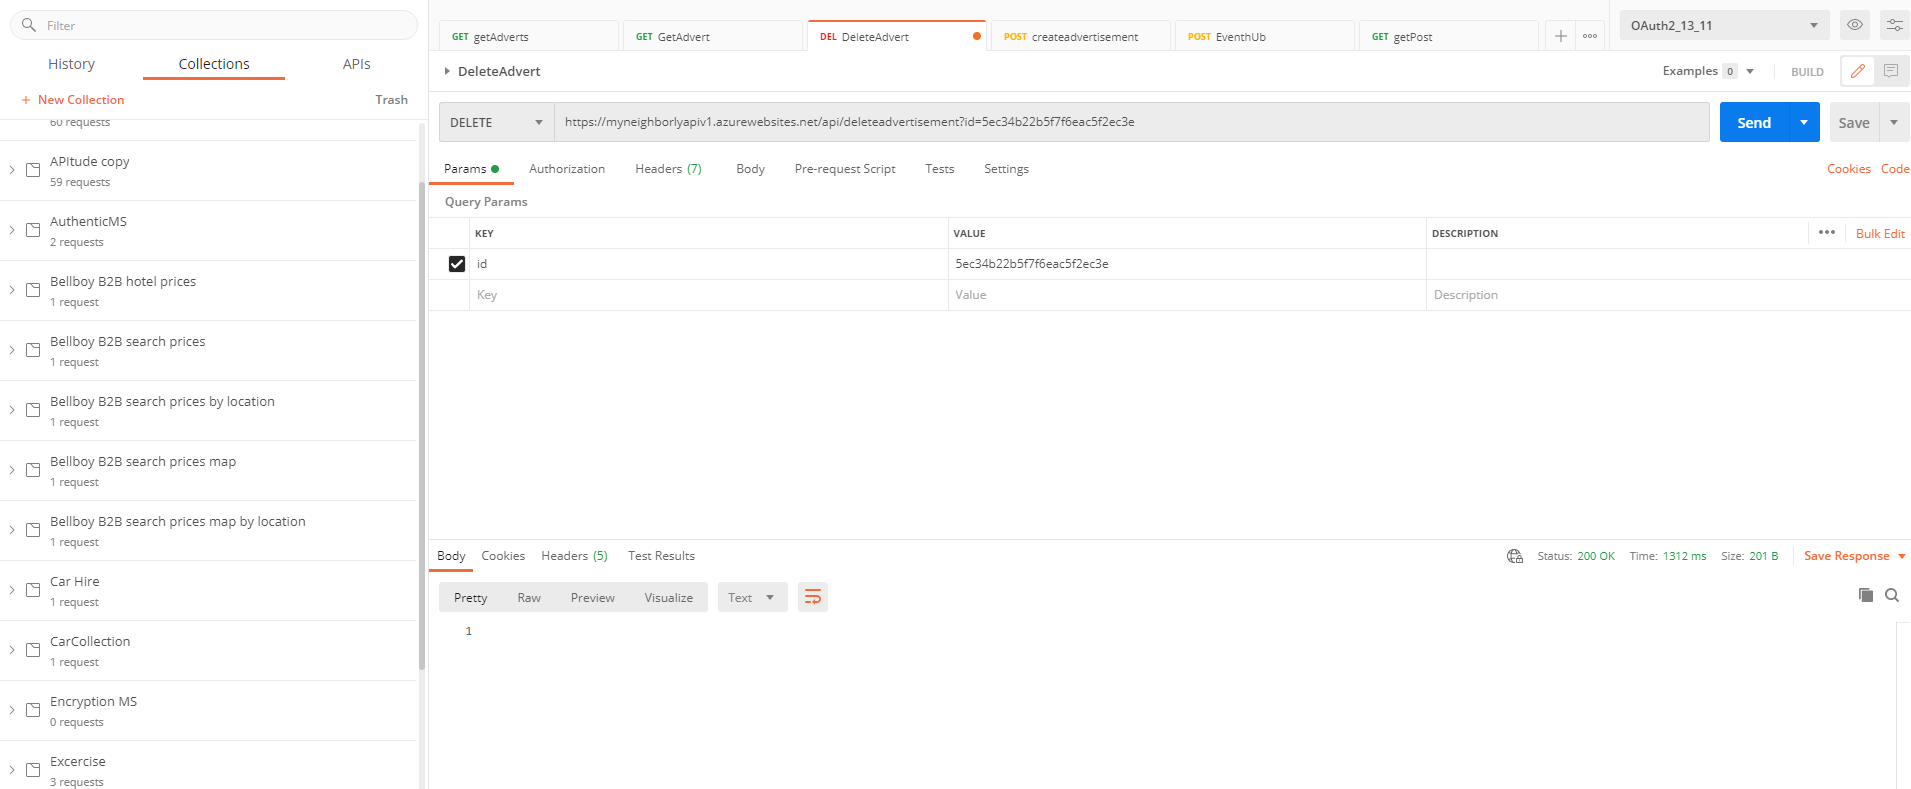 Filter
History Collections APIs
+ New Collection Trash
60 requests
APItude copy
59 requests
AuthenticMS
2 requests
Bellboy B2B hotel prices
1 request
Bellboy B2B search prices
1 request
Bellboy B2B search prices by location
1 request
Bellboy B2B search prices map
1 request
Bellboy B2B search prices map by location
1 request
Car Hire
1 request
CarCollection
1 request
Encryption MS
0 requests
Excercise
3 requests
GET getAdverts GET GetAdvert DEL DeleteAdvert POST createadvertisement POST EventhUb GET getPost
OAuth2_13_11
DeleteAdvert
Examples 0 BUILD
DELETE https://myneighborlyapiv1.azurewebsites.net/api/deleteadvertisement?id=5ec34b22b5f7f6eac5f2ec3e Send Save
Params Authorization Headers (7) Body Pre-request Script Tests Settings Cookies Code
Query Params
KEY VALUE DESCRIPTION ••• Bulk Edit
id 5ec34b22b5f7f6eac5f2ec3e
Key Value Description
Body Cookies Headers (5) Test Results Status: 200 OK Time: 1312 ms Size: 201 B Save Response
Pretty Raw Preview Visualize Text
1